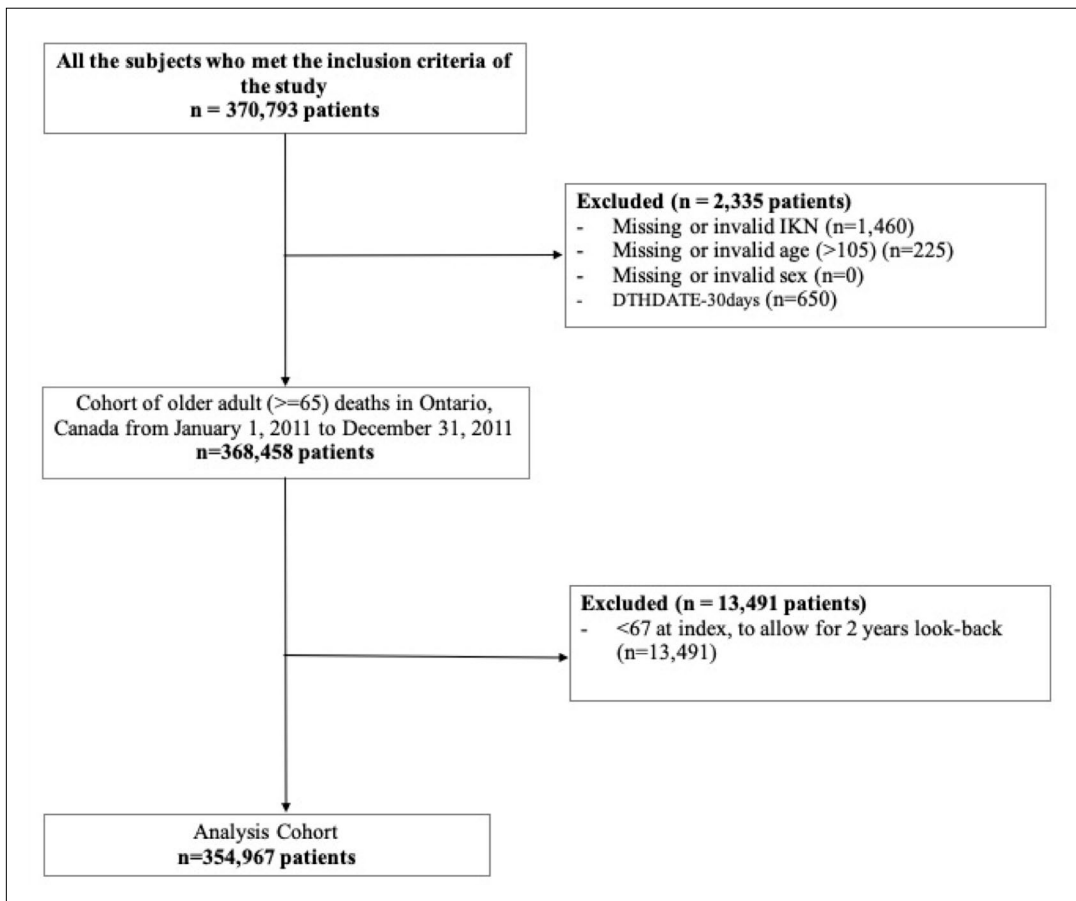 All the subjects who met the inclusion criteria of
the study
n = 370,793 patients
Excluded (n = 2,335 patients)
- Missing or invalid IKN (n=1,460)
- Missing or invalid age (>105) (n=225)
- Missing or invalid sex (n=0)
- DTHDATE-30days (n=650)
Cohort of older adult (>=65) deaths in Ontario,
Canada from January 1, 2011 to December 31, 2011
n=368,458 patients
Excluded (n = 13,491 patients)
- <67 at index, to allow for 2 years look-back
(n=13,491)
Analysis Cohort
n=354,967 patients